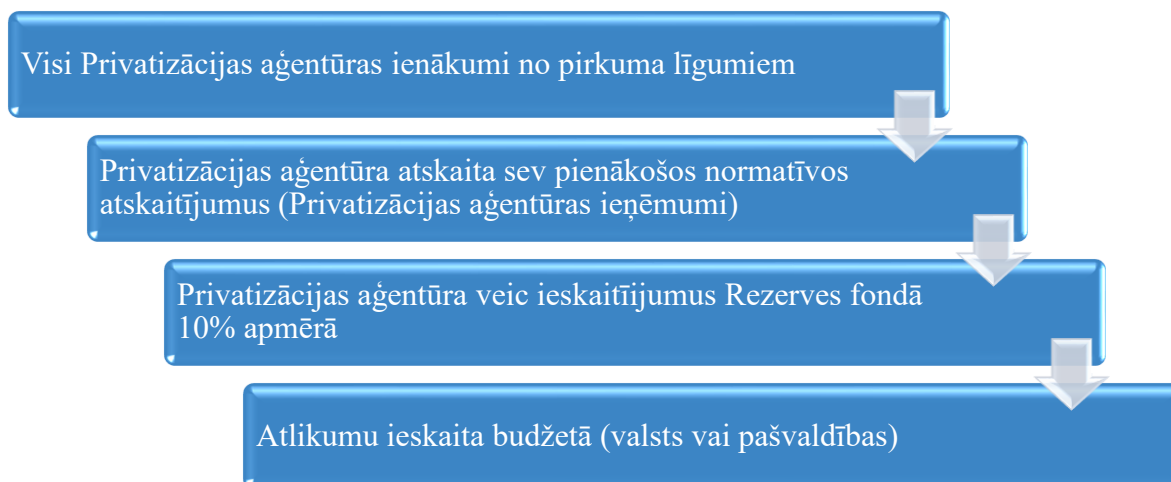 Visi Privatizācijas aģentūras ienākumi no pirkuma līgumiem
Privatizācijas aģentūra atskaita sev pienākošos normatīvos
atskaitījumus (Privatizācijas aģentūras ieņēmumi)
Privatizācijas aģentūra veic ieskaitīijumus Rezerves fondā
10% apmērā
Atlikumu ieskaita budžetā (valsts vai pašvaldības)